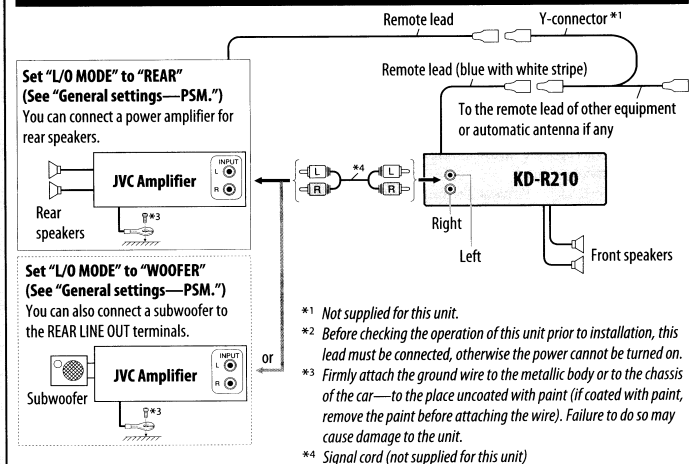 Remote lead
Y-connector *1
Set “L/O MODE” to “REAR”
(See “General settings—PSM.”)
You can connect a power amplifier for
rear speakers.
Remote lead (blue with white stripe)
To the remote lead of other equipment
or automatic antenna if any
JVC Amplifier
INPUT
L
R
Rear
speakers
*3
L
R
*4
L
R
KD-R210
Right
Left
Front speakers
Set “L/O MODE” to “WOOFER”
(See “General settings—PSM.”)
You can also connect a subwoofer to
the REAR LINE OUT terminals.
or
JVC Amplifier
INPUT
L
R
Subwoofer
*3
*1 Not supplied for this unit.
*2 Before checking the operation of this unit prior to installation, this
lead must be connected, otherwise the power cannot be turned on.
*3 Firmly attach the ground wire to the metallic body or to the chassis
of the car—to the place uncoated with paint (if coated with paint,
remove the paint before attaching the wire). Failure to do so may
cause damage to the unit.
*4 Signal cord (not supplied for this unit)